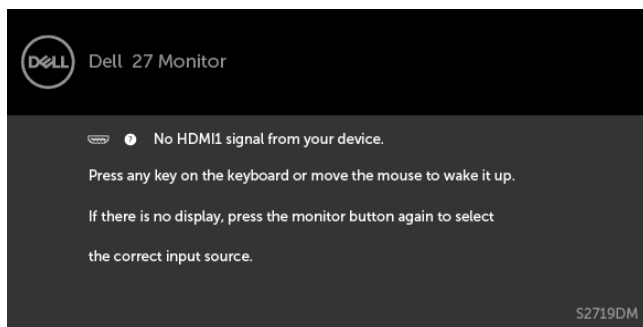 DELL
Dell 27 Monitor
? No HDMI1 signal from your device.
Press any key on the keyboard or move the mouse to wake it up.
If there is no display, press the monitor button again to select
the correct input source.
S2719DM